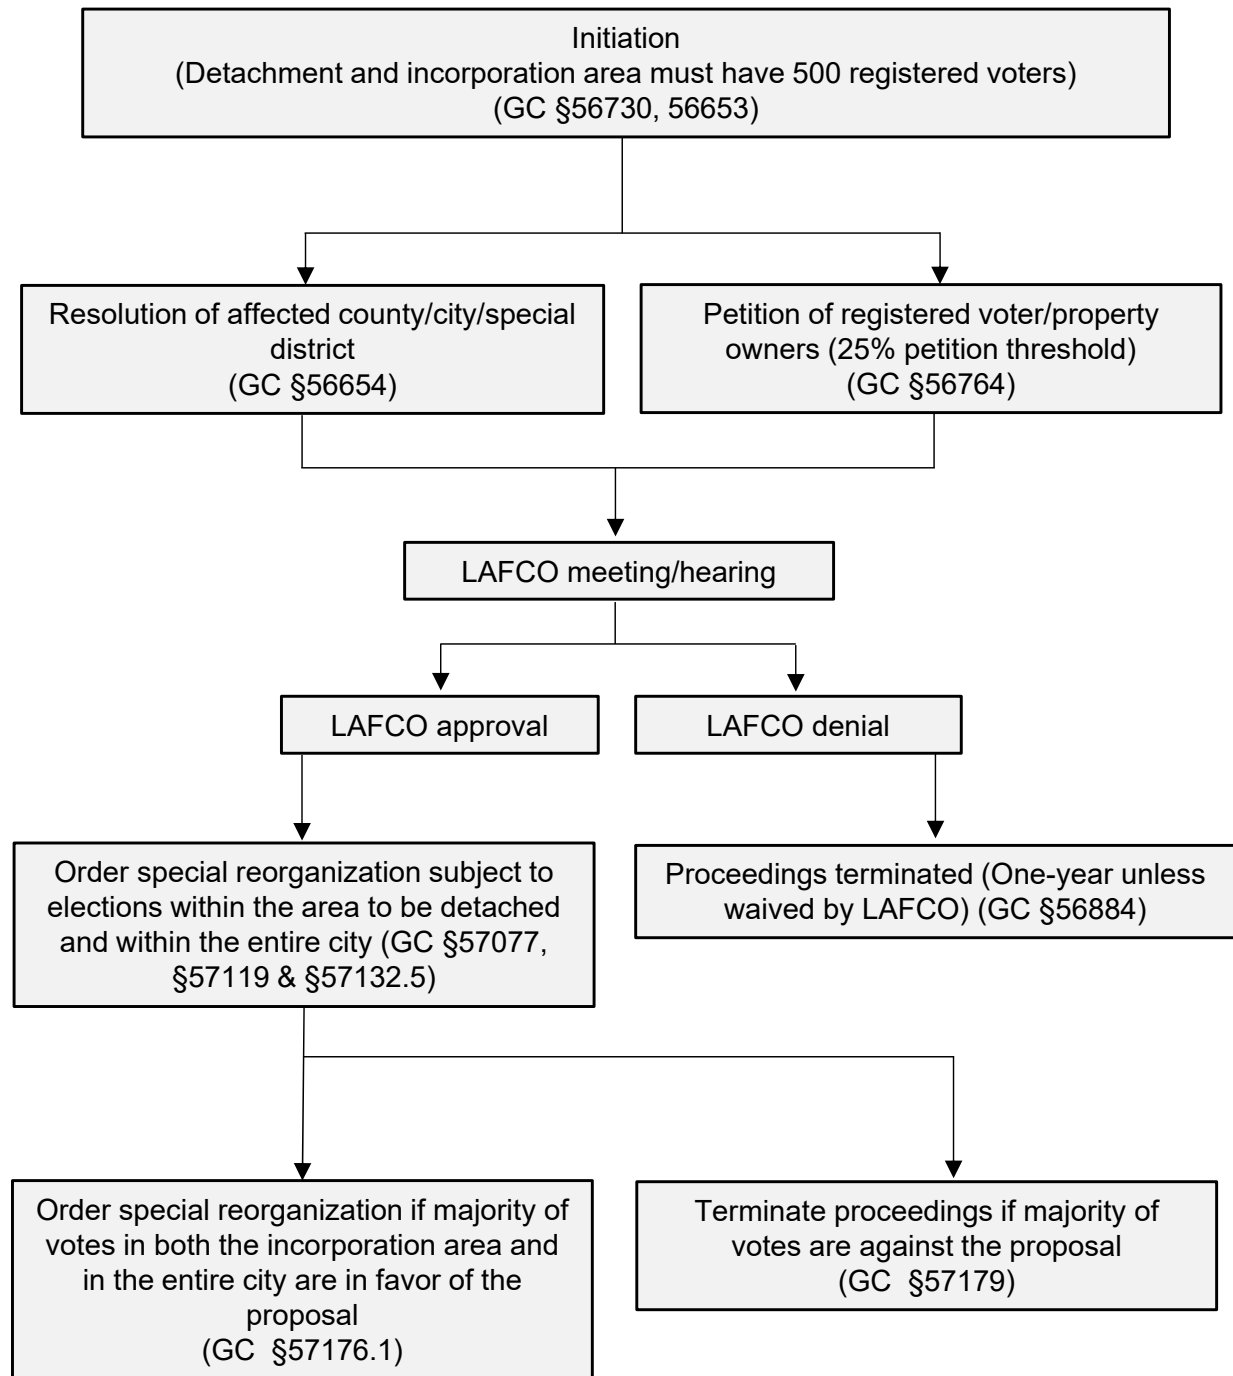 Initiation
(Detachment and incorporation area must have 500 registered voters)
(GC §56730, 56653)
Resolution of affected county/city/special
district
(GC §56654)
Petition of registered voter/property
owners (25% petition threshold)
(GC §56764)
LAFCO meeting/hearing
LAFCO approval
LAFCO denial
Order special reorganization subject to
elections within the area to be detached
and within the entire city (GC §57077,
§57119 & §57132.5)
Proceedings terminated (One-year unless
waived by LAFCO) (GC §56884)
Order special reorganization if majority of
votes in both the incorporation area and
in the entire city are in favor of the
proposal
(GC §57176.1)
Terminate proceedings if majority of
votes are against the proposal
(GC §57179)